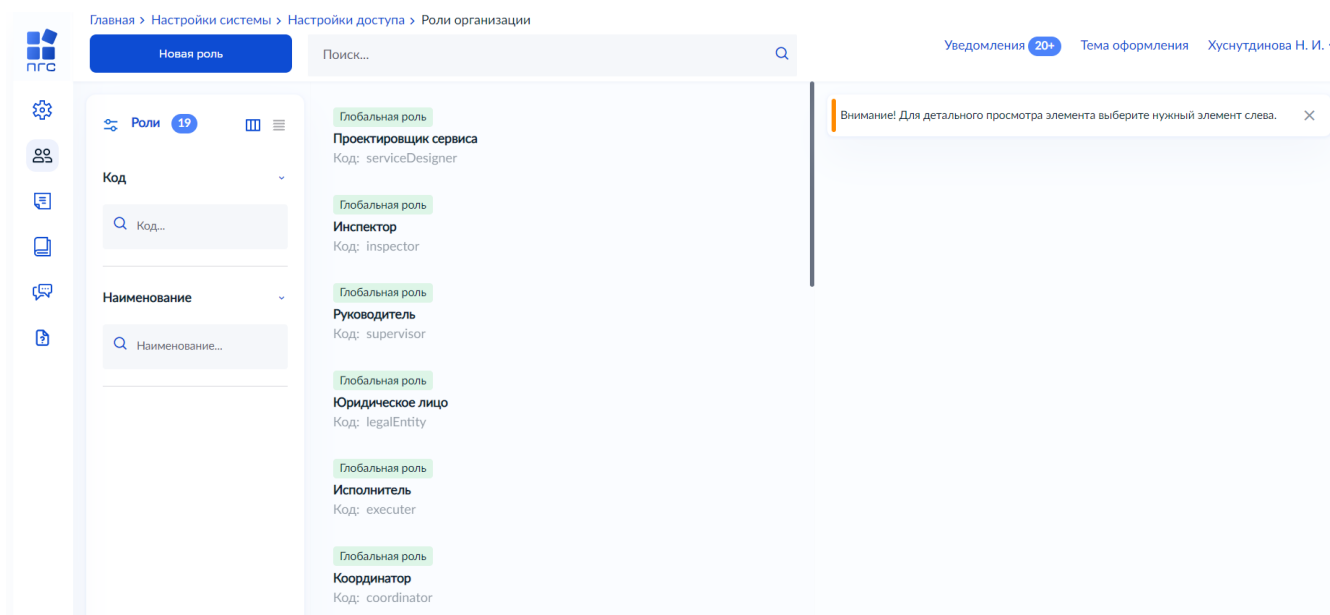 Главная > Настройки системы > Настройки доступа > Роли организации
пгс
Новая роль
Поиск...
Уведомления 20+ Тема оформления Хуснутдинова Н. И.
Роли 19
Код
Код...
Наименование
Наименование...
Глобальная роль
Проектировщик сервиса
Код: serviceDesigner
Глобальная роль
Инспектор
Код: inspector
Глобальная роль
Руководитель
Код: supervisor
Глобальная роль
Юридическое лицо
Код: legalEntity
Глобальная роль
Исполнитель
Код: executer
Глобальная роль
Координатор
Код: coordinator
Внимание! Для детального просмотра элемента выберите нужный элемент слева.